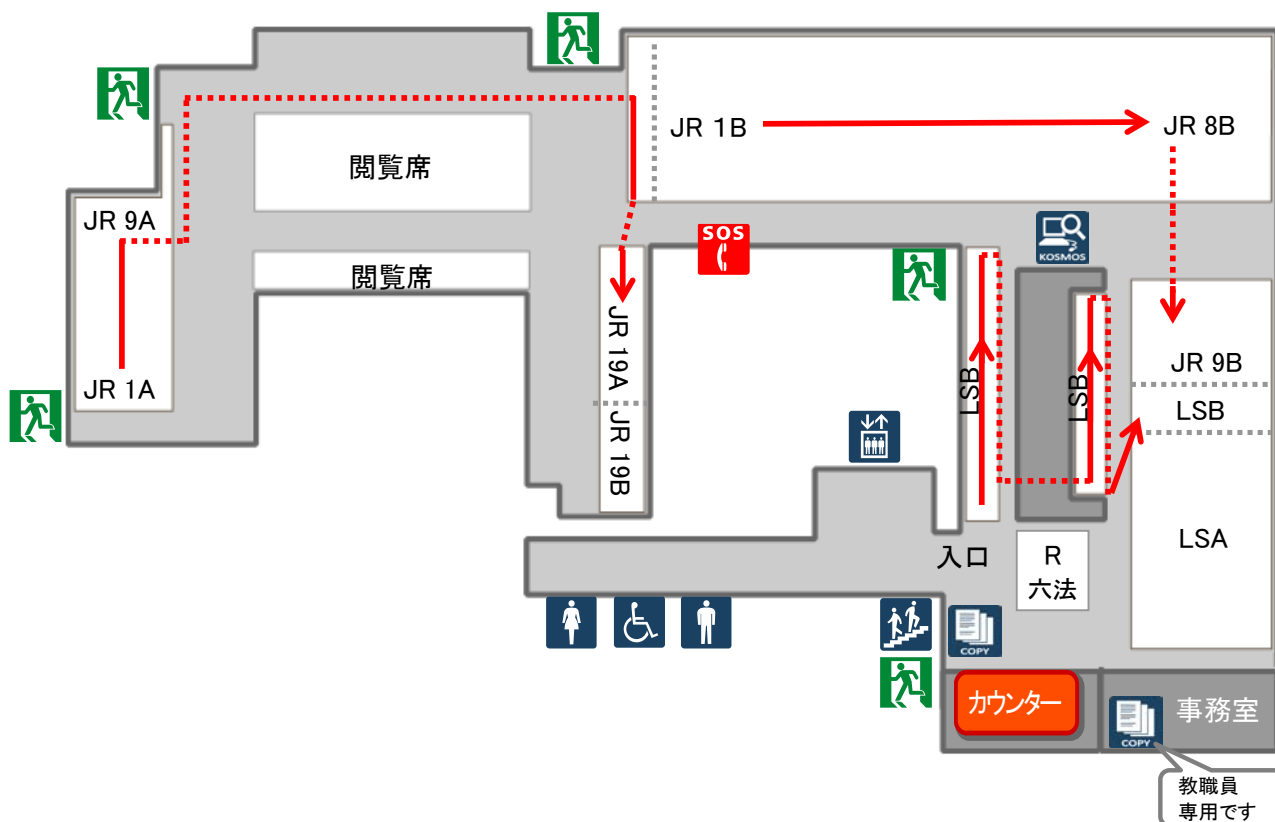 JR 1B
JR 8B
閲覧席
JR 9A
SOS
KOSMOS
閲覧席
JR 19A
JR 1A
LSB
LSB
JR 9B
LSB
JR 19B
LSA
入口
R
六法
COPY
カウンター
事務室
COPY
教職員
専用です